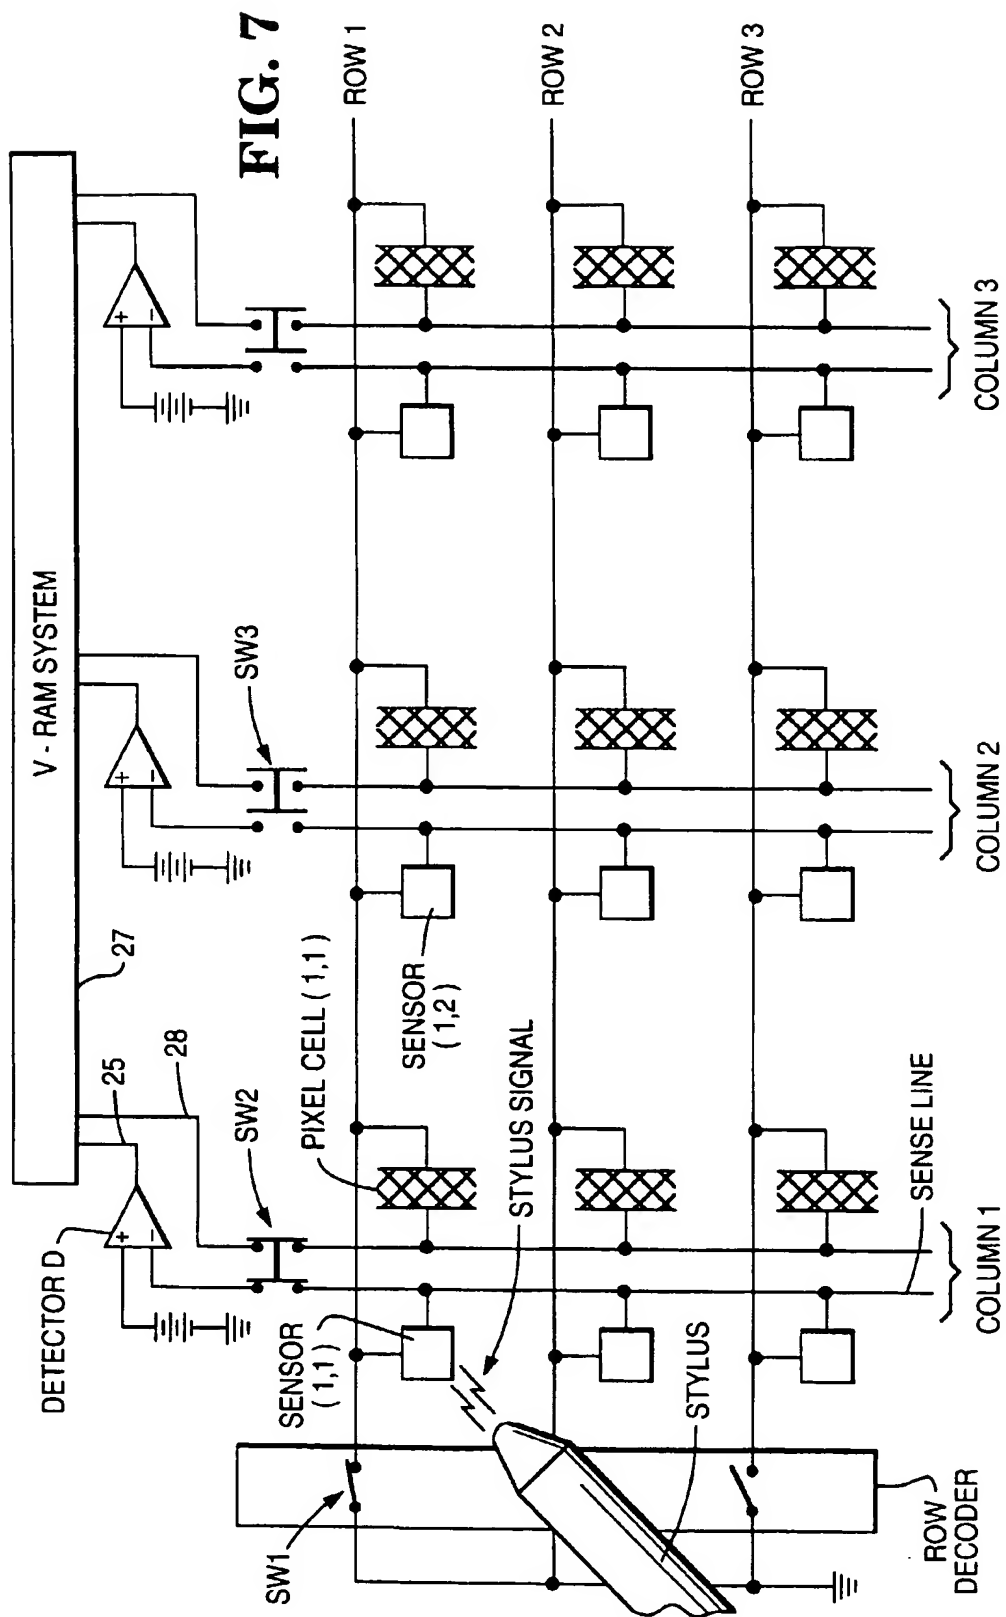 FIG. 7
V - RAM SYSTEM
27
DETECTOR D
+
-
25
28
+
-
+
-
SW2
SW3
ROW 1
ROW 2
ROW 3
SENSOR
(1,1)
PIXEL CELL (1,1)
SENSOR
(1,2)
STYLUS SIGNAL
STYLUS
SW1
ROW
DECODER
SENSE LINE
COLUMN 1
COLUMN 2
COLUMN 3